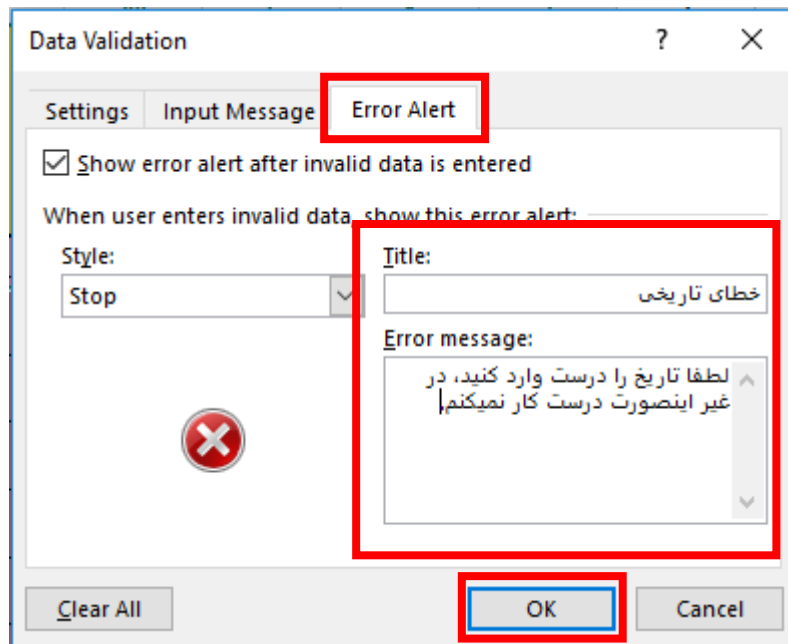 Data Validation ?
Settings Input Message Error Alert
Show error alert after invalid data is entered
When user enters invalid data, show this error alert:
Style:
Stop
Title:
خطای تاریخی
Error message:
لطفا تاریخ را درست وارد کنید، در
غیر اینصورت درست کار نمیکنم.
Clear All OK Cancel